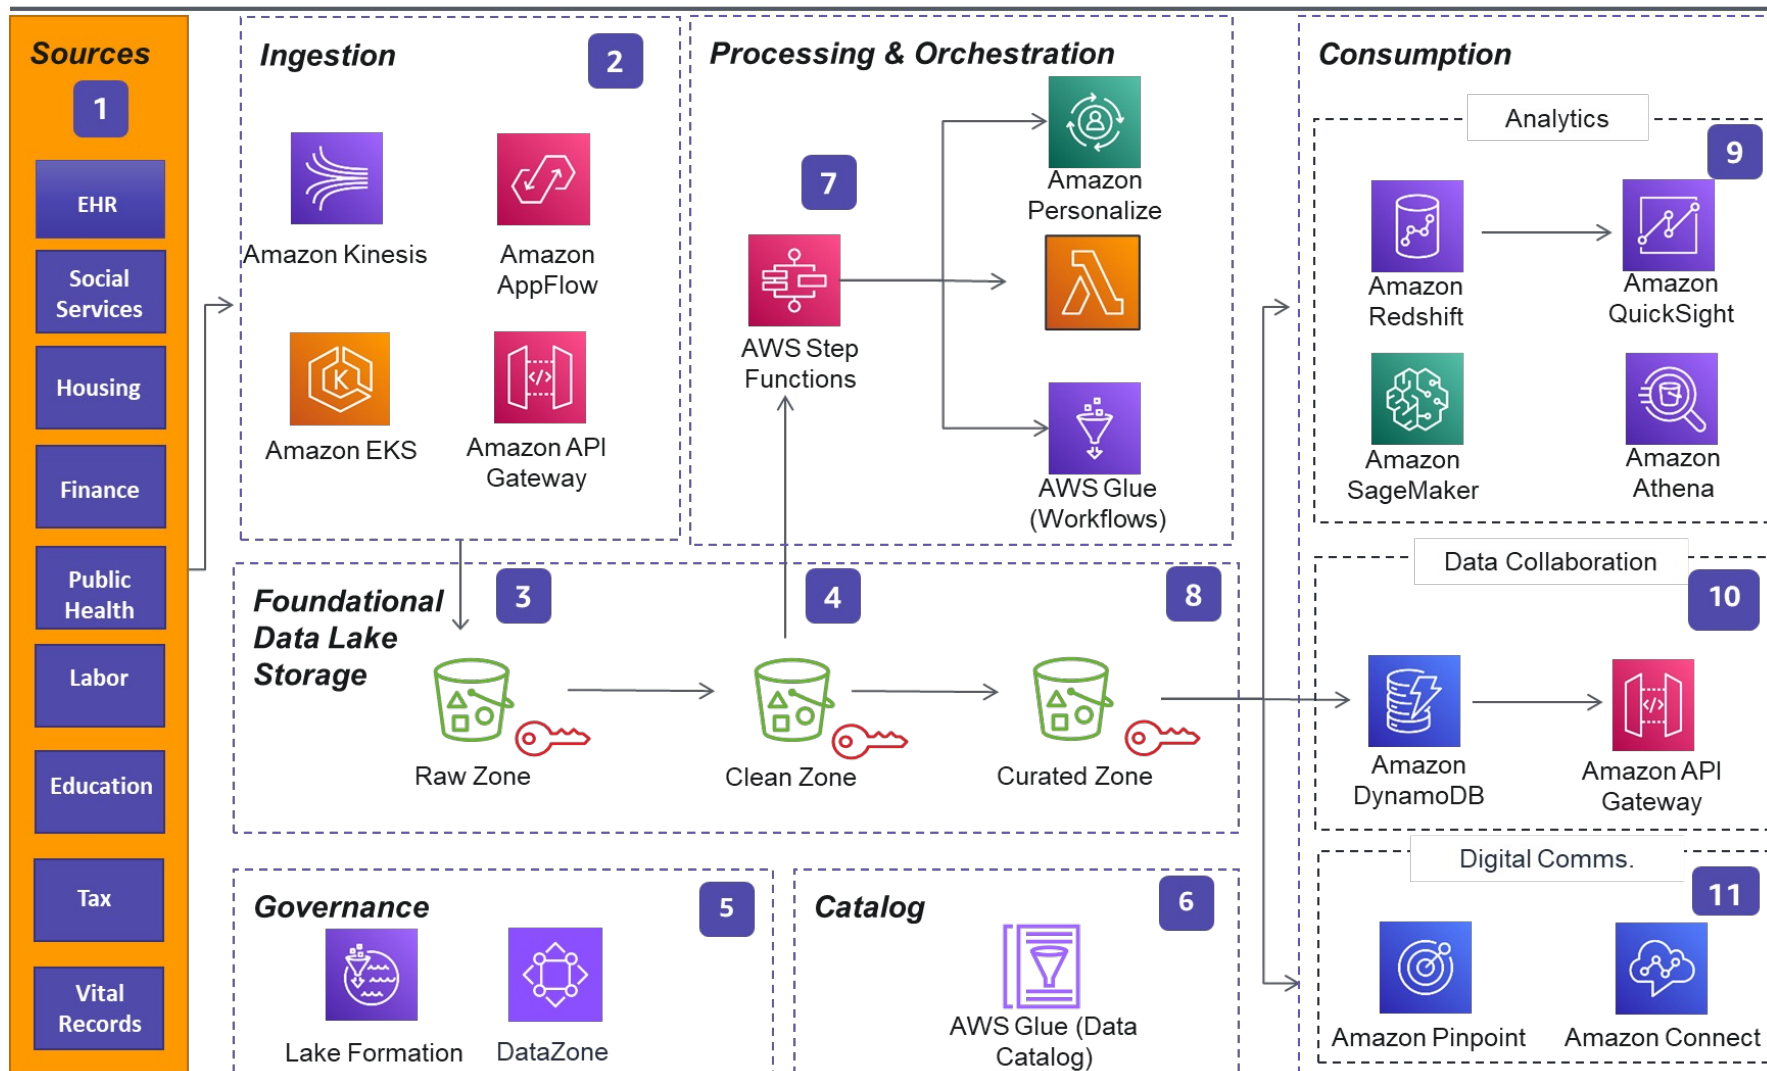 Sources
1
EHR
Social
Services
Housing
Finance
Public
Health
Labor
Education
Tax
Vital
Records
Ingestion
2
Amazon Kinesis
Amazon
AppFlow
Amazon EKS
Amazon API
Gateway
Processing & Orchestration
7
AWS Step
Functions
Amazon
Personalize
AWS Glue
(Workflows)
Foundational
Data Lake
Storage
3
4
8
Raw Zone
Clean Zone
Curated Zone
Governance
5
Lake Formation
DataZone
Catalog
6
AWS Glue (Data
Catalog)
Consumption
Analytics
9
Amazon
Redshift
Amazon
QuickSight
Amazon
SageMaker
Amazon
Athena
Data Collaboration
10
Amazon
DynamoDB
Amazon API
Gateway
Digital Comms.
11
Amazon Pinpoint
Amazon Connect